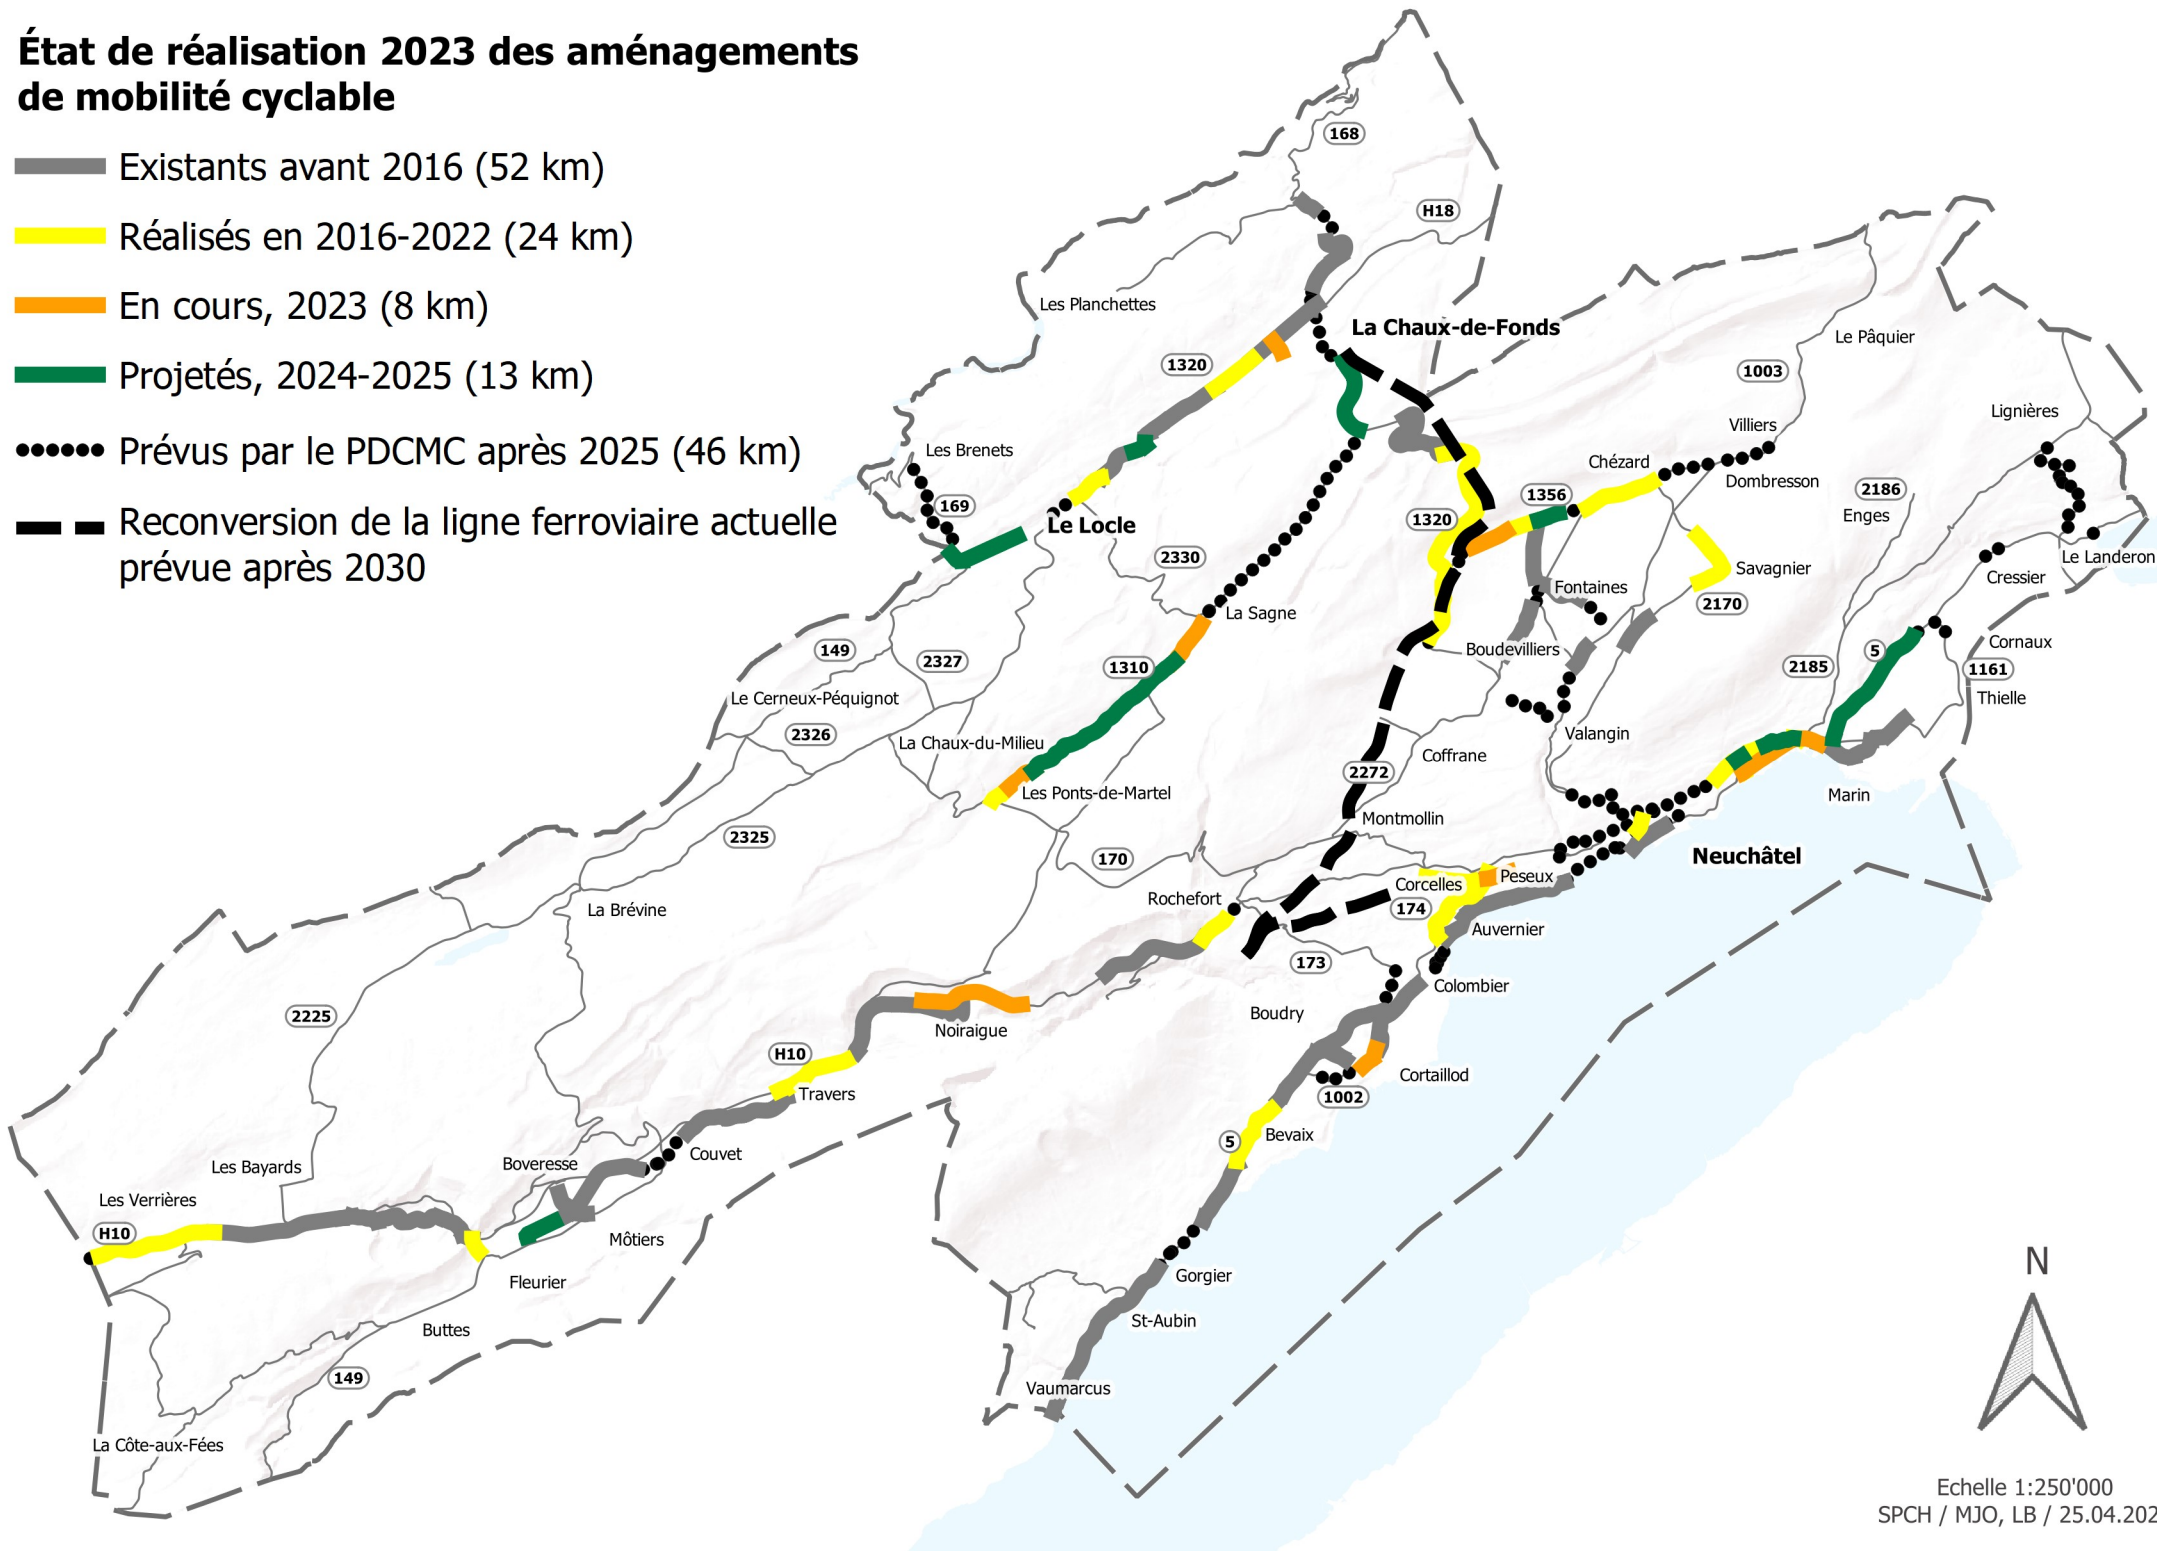 État de réalisation 2023 des aménagements
de mobilité cyclable
Existants avant 2016 (52 km)
Réalisés en 2016-2022 (24 km)
En cours, 2023 (8 km)
Projetés, 2024-2025 (13 km)
Prévus par le PDCMC après 2025 (46 km)
Reconversion de la ligne ferroviaire actuelle
prévue après 2030
168
H18
Les Planchettes
La Chaux-de-Fonds
Le Pâquier
1320
1003
Lignières
Villiers
Les Brenets
Chézard
Dombresson
2186
1356
169
Enges
Le Locle
1320
2330
Le Landeron
Savagnier
Cressier
Fontaines
2170
La Sagne
Cornaux
149
Boudevilliers
5
2327
1310
2185
1161
Le Cerneux-Péquignot
Thielle
2326
Valangin
La Chaux-du-Milieu
Coffrane
2272
Les Ponts-de-Martel
Marin
Montmollin
2325
170
Neuchâtel
Peseux
Corcelles
Rochefort
174
La Brévine
Auvernier
173
Colombier
Boudry
2225
Noiraigue
H10
Cortaillod
Travers
1002
Bevaix
5
Couvet
Boveresse
Les Bayards
Les Verrières
H10
Môtiers
N
Gorgier
Fleurier
St-Aubin
Buttes
149
Vaumarcus
La Côte-aux-Fées
Echelle 1:250'000
SPCH / MJO, LB / 25.04.202